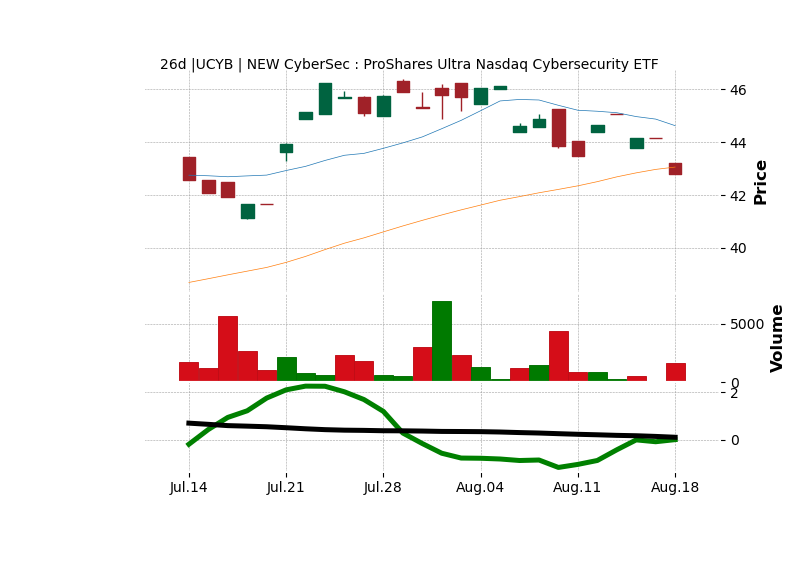 26d |UCYB | NEW CyberSec : ProShares Ultra Nasdaq Cybersecurity ETF
46
44
42
40
Price
5000
0
Volume
2
0
Jul.14 Jul.21 Jul.28 Aug.04 Aug.11 Aug.18